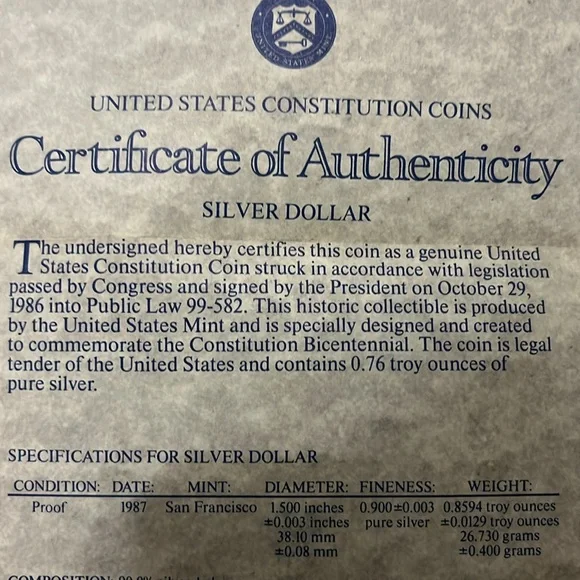 UNITED STATES MINT
UNITED STATES CONSTITUTION COINS
Certificate of Authenticity
SILVER DOLLAR
The undersigned hereby certifies this coin as a genuine United
States Constitution Coin struck in accordance with legislation
passed by Congress and signed by the President on October 29,
1986 into Public Law 99-582. This historic collectible is produced
by the United States Mint and is specially designed and created
to commemorate the Constitution Bicentennial. The coin is legal
tender of the United States and contains 0.76 troy ounces of
pure silver.
SPECIFICATIONS FOR SILVER DOLLAR
CONDITION: DATE: MINT: DIAMETER: FINENESS: WEIGHT:
Proof 1987 San Francisco 1.500 inches 0.900±0.003 0.8594 troy ounces
±0.003 inches pure silver ±0.0129 troy ounces
38.10 mm 26.730 grams
±0.08 mm ±0.400 grams
COMPOSITION: